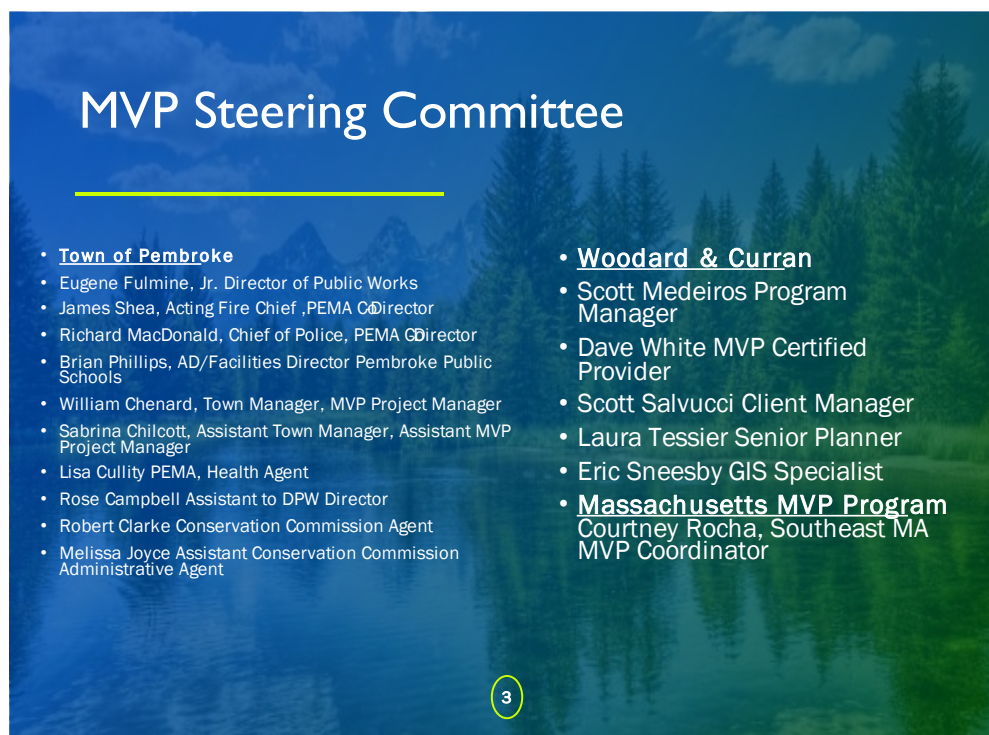 MVP Steering Committee
• Town of Pembroke
• Eugene Fulmine, Jr. Director of Public Works
• James Shea, Acting Fire Chief ,PEMA CoDirector
• Richard MacDonald, Chief of Police, PEMA CoDirector
• Brian Phillips, AD/Facilities Director Pembroke Public
Schools
• William Chenard, Town Manager, MVP Project Manager
• Sabrina Chilcott, Assistant Town Manager, Assistant MVP
Project Manager
• Lisa Cullity PEMA, Health Agent
• Rose Campbell Assistant to DPW Director
• Robert Clarke Conservation Commission Agent
• Melissa Joyce Assistant Conservation Commission
Administrative Agent
• Woodard & Curran
• Scott Medeiros Program
Manager
• Dave White MVP Certified
Provider
• Scott Salvucci Client Manager
• Laura Tessier Senior Planner
• Eric Sneesby GIS Specialist
• Massachusetts MVP Program
Courtney Rocha, Southeast MA
MVP Coordinator
3